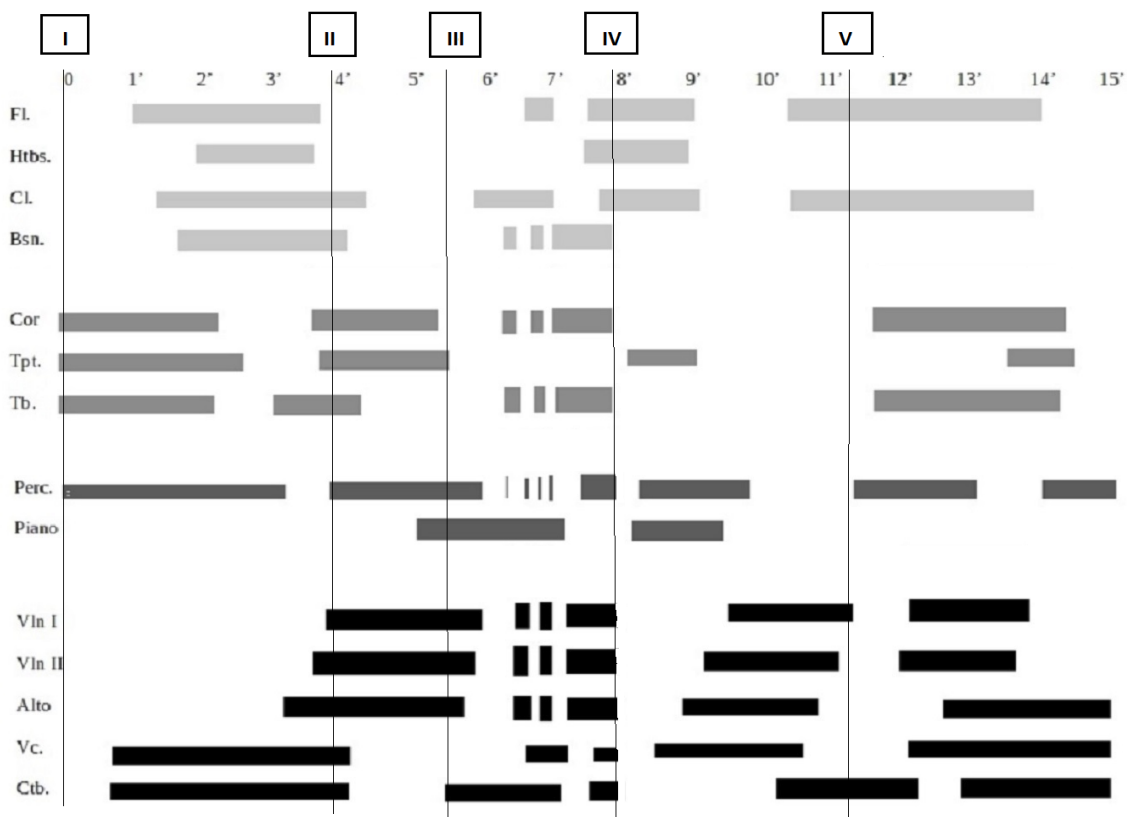 I II III IV V
0 1’ 2’ 3’ 4’ 5’ 6’ 7’ 8’ 9’ 10’ 11’ 12’ 13’ 14’ 15’
Fl.
Htbs.
Cl.
Bsn.
Cor
Tpt.
Tb.
Perc.
Piano
Vln I
Vln II
Alto
Vc.
Ctb.